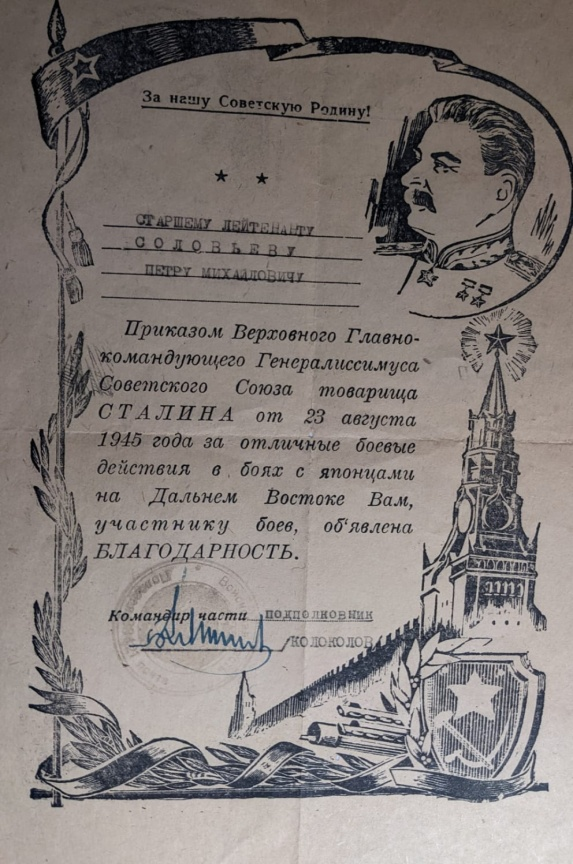 За нашу Советскую Родину!
СТАРШЕМУ ЛЕЙТЕНАНТУ
СОЛОВЬЕВУ
ПЕТРУ МИХАЙЛОВИЧУ
Приказом Верховного Главно-
командующего Генералиссимуса
Советского Союза товарища
СТАЛИНА от 23 августа
1945 года за отличные боевые
действия в боях с японцами
на Дальнем Востоке Вам,
участнику боев, об‘явлена
БЛАГОДАРНОСТЬ.
Командир части ПОДПОЛКОВНИК
/КОЛОКОЛОВ